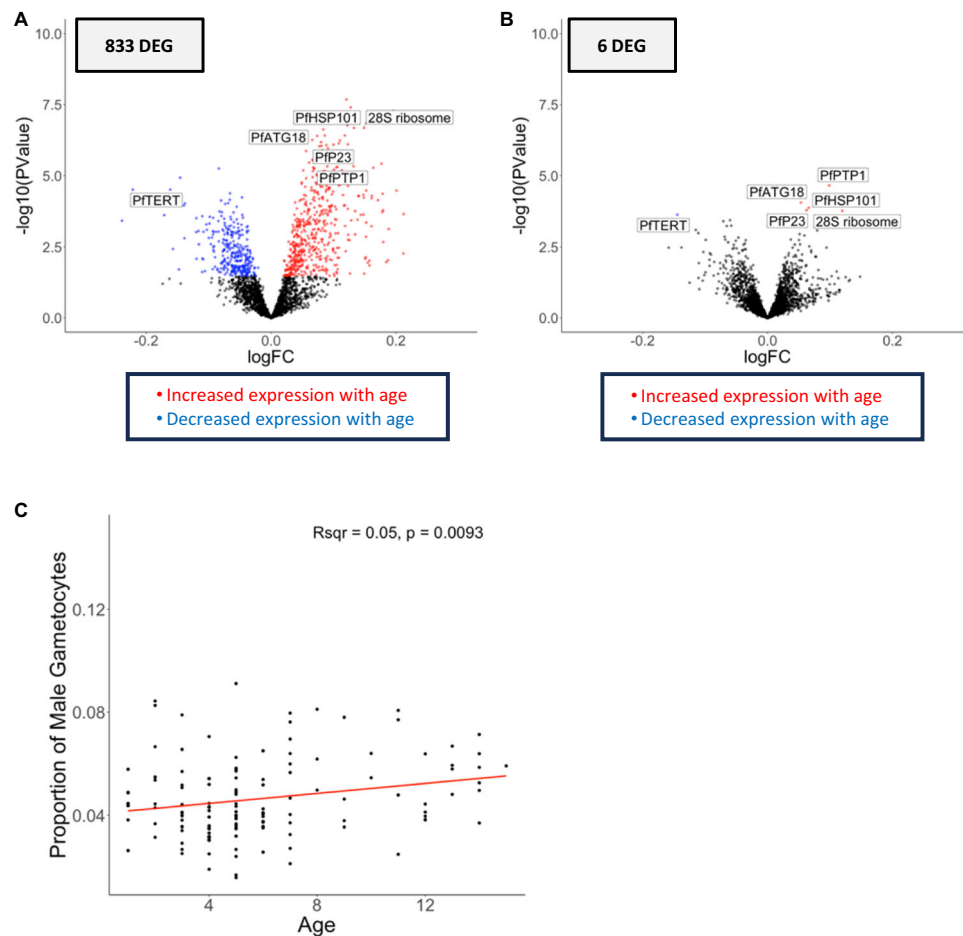 A
833 DEG
10.0
7.5
5.0
2.5
0.0
-log10(PValue)
PfHSP101
28S ribosome
PfATG18
PfP23
PfPTP1
PfTERT
-0.2
0.0
0.2
logFC
• Increased expression with age
• Decreased expression with age
B
6 DEG
10.0
7.5
5.0
2.5
0.0
-log10(PValue)
PfPTP1
PfATG18
PfHSP101
PfP23
28S ribosome
PfTERT
-0.2
0.0
0.2
logFC
• Increased expression with age
• Decreased expression with age
C
Rsqr = 0.05, p = 0.0093
Proportion of Male Gametocytes
0.12
0.08
0.04
4
8
12
Age